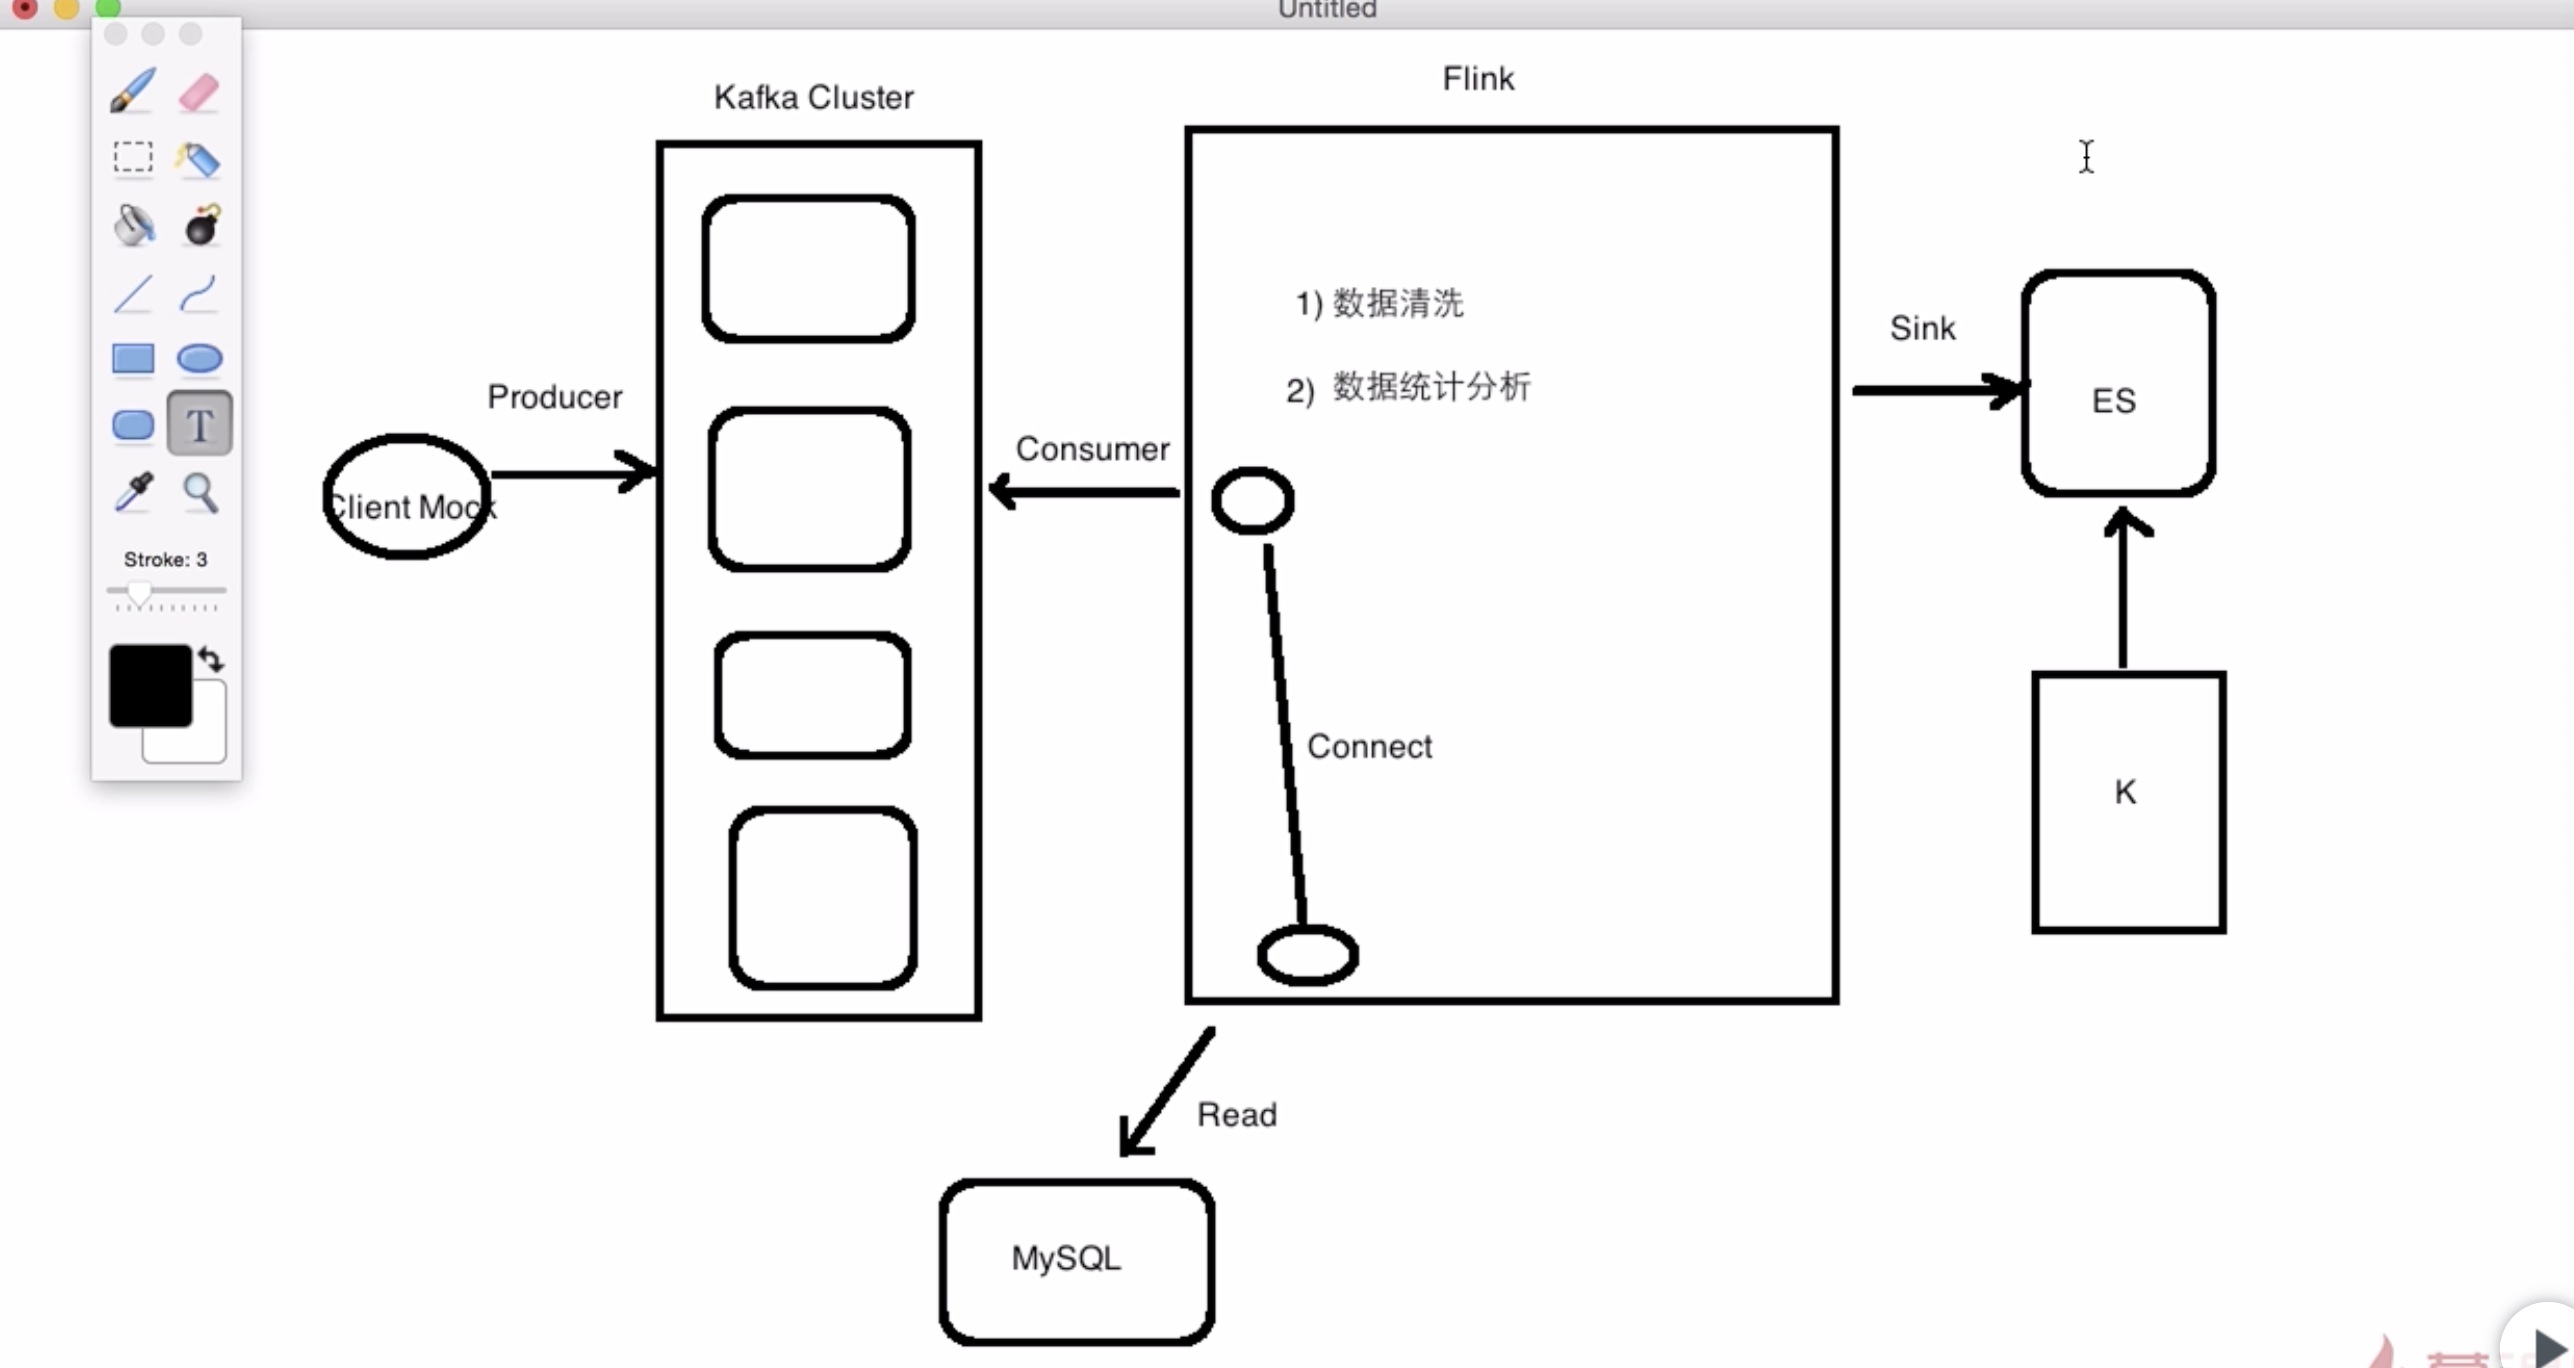 Untitled
Flink
Kafka Cluster
1) 数据清洗
Sink
2) 数据统计分析
Producer
ES
Consumer
Client Mock
T
Stroke: 3
Connect
K
Read
MySQL